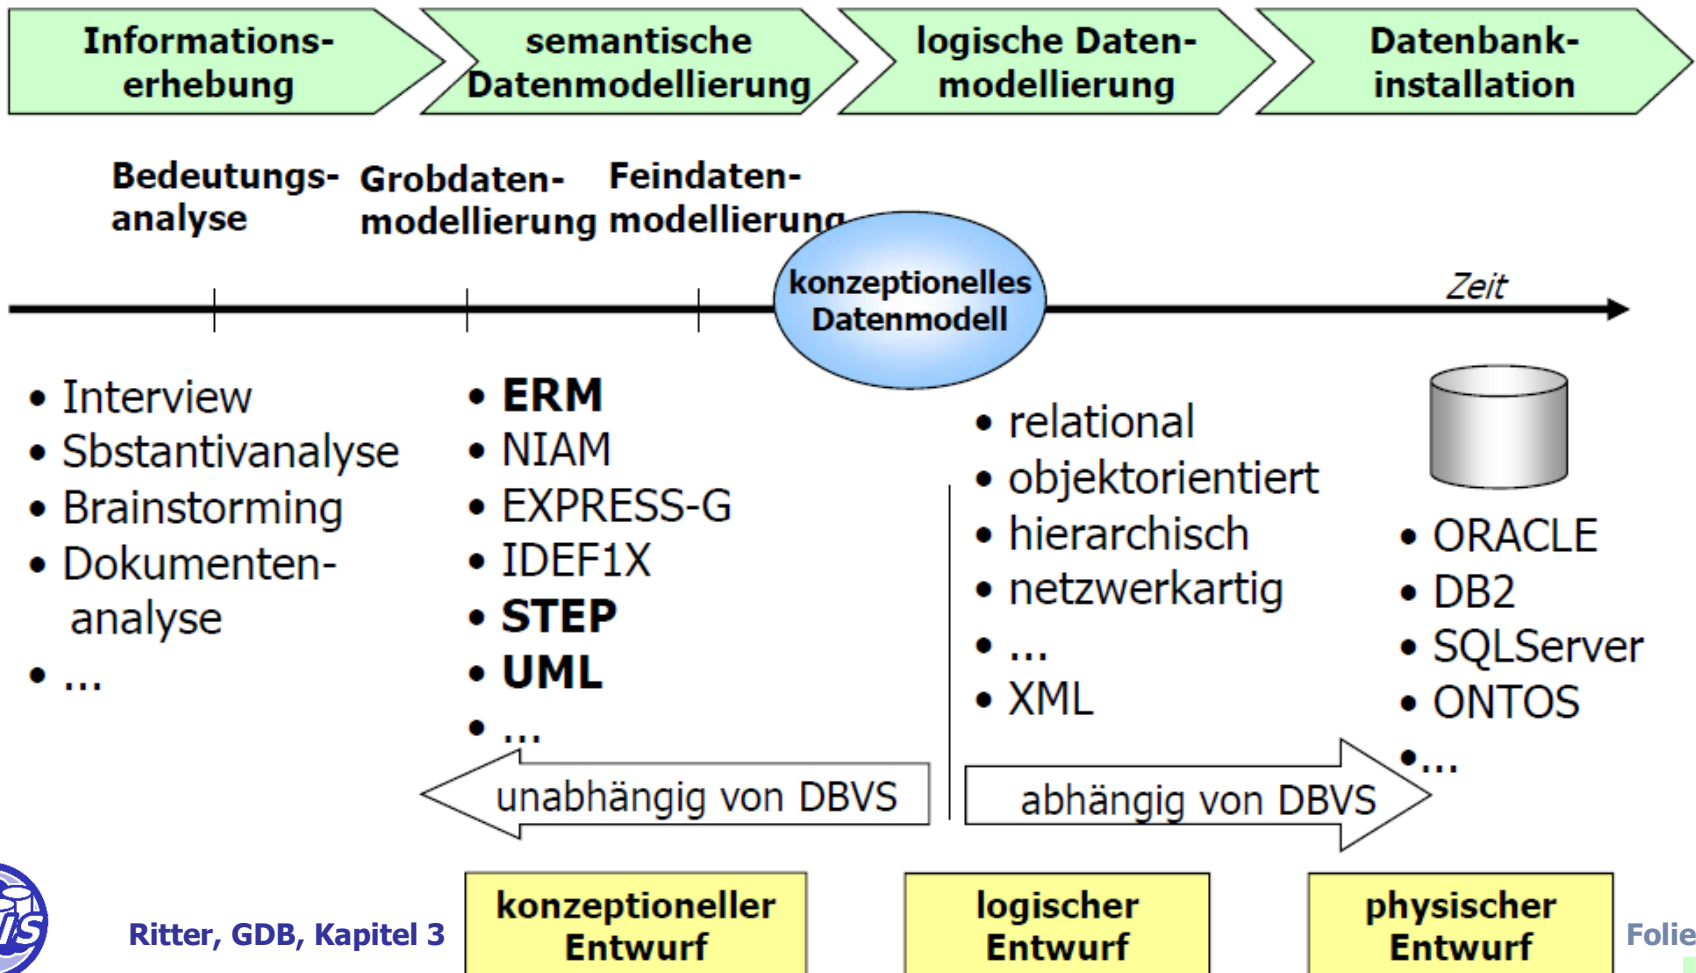 Informations-
erhebung
semantische
Datenmodellierung
logische Daten-
modellierung
Datenbank-
installation
Bedeutungs-
analyse
Grobdaten-
modellierung
Feindaten-
modellierung
konzeptionelles
Datenmodell
Zeit
• Interview
• Sbstantivanalyse
• Brainstorming
• Dokumenten-
analyse
• ...
• ERM
• NIAM
• EXPRESS-G
• IDEF1X
• STEP
• UML
• ...
• relational
• objektorientiert
• hierarchisch
• netzwerkartig
• ...
• XML
• ORACLE
• DB2
• SQLServer
• ONTOS
•...
unabhängig von DBVS
abhängig von DBVS
konzeptioneller
Entwurf
logischer
Entwurf
physischer
Entwurf
Ritter, GDB, Kapitel 3
Folie